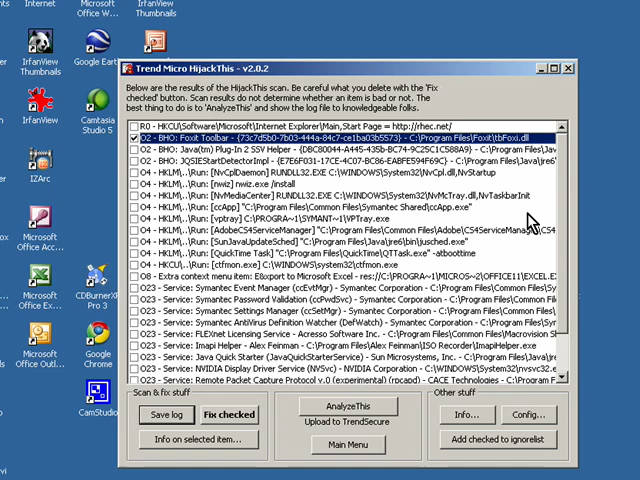 Internet
Microsoft
Office W...
IrfanView
Thumbnails
IrfanView
Thumbnails
Google Earth
IrfanView
Camtasia
Studio 5
IZArc
Microsoft
Office Acc...
Microsoft
Office Ex...
CDBurnerXP
Pro 3
Microsoft
Office Outl...
Google
Chrome
CamStudio
Trend Micro HijackThis - v2.0.2
Below are the results of the HijackThis scan. Be careful what you delete with the 'Fix
checked' button. Scan results do not determine whether an item is bad or not. The
best thing to do is to 'AnalyzeThis' and show the log file to knowledgeable folks.
R0 - HKCU\Software\Microsoft\Internet Explorer\Main,Start Page = http://rhec.net/
O2 - BHO: Foxit Toolbar - {73c7d5b0-7b03-444a-84c7-ce1ba03b5573} - C:\Program Files\Foxit\tbFoxi.dll
O2 - BHO: Java(tm) Plug-In 2 SSV Helper - {DBC80044-A445-435b-BC74-9C25C1C588A9} - C:\Program Files\Java
O2 - BHO: JQSIEStartDetectorImpl - {E7E6F031-17CE-4C07-BC86-EABFE594F69C} - C:\Program Files\Java\jre6\
O4 - HKLM\..\Run: [NvCplDaemon] RUNDLL32.EXE C:\WINDOWS\System32\NvCpl.dll,NvStartup
O4 - HKLM\..\Run: [nwiz] nwiz.exe /install
O4 - HKLM\..\Run: [NvMediaCenter] RUNDLL32.EXE C:\WINDOWS\System32\NvMcTray.dll,NvTaskbarInit
O4 - HKLM\..\Run: [ccApp] "C:\Program Files\Common Files\Symantec Shared\ccApp.exe"
O4 - HKLM\..\Run: [vptray] C:\PROGRA~1\SYMANT~1\VPTray.exe
O4 - HKLM\..\Run: [AdobeCS4ServiceManager] "C:\Program Files\Common Files\Adobe\CS4ServiceManager\CS4
O4 - HKLM\..\Run: [SunJavaUpdateSched] "C:\Program Files\Java\jre6\bin\jusched.exe"
O4 - HKLM\..\Run: [QuickTime Task] "C:\Program Files\QuickTime\QTTask.exe" -atboottime
O4 - HKCU\..\Run: [ctfmon.exe] C:\WINDOWS\system32\ctfmon.exe
O8 - Extra context menu item: E&xport to Microsoft Excel - res://C:\PROGRA~1\MICROS~2\OFFICE11\EXCEL.EX
O23 - Service: Symantec Event Manager (ccEvtMgr) - Symantec Corporation - C:\Program Files\Common Files
O23 - Service: Symantec Password Validation (ccPwdSvc) - Symantec Corporation - C:\Program Files\Common
O23 - Service: Symantec Settings Manager (ccSetMgr) - Symantec Corporation - C:\Program Files\Common Fil
O23 - Service: Symantec AntiVirus Definition Watcher (DefWatch) - Symantec Corporation - C:\Program Files
O23 - Service: FLEXnet Licensing Service - Acresso Software Inc. - C:\Program Files\Common Files\Macrovision Sh
O23 - Service: Imapi Helper - Alex Feinman - C:\Program Files\Alex Feinman\ISO Recorder\ImapiHelper.exe
O23 - Service: Java Quick Starter (JavaQuickStarterService) - Sun Microsystems, Inc. - C:\Program Files\Java\jre
O23 - Service: NVIDIA Display Driver Service (NVSvc) - NVIDIA Corporation - C:\WINDOWS\System32\nvsvc32.e
O23 - Service: Remote Packet Capture Protocol v.0 (experimental) (rpcapd) - CACE Technologies - C:\Program
Scan & fix stuff
Save log
Fix checked
Info on selected item...
AnalyzeThis
Upload to TrendSecure
Main Menu
Other stuff
Info...
Config...
Add checked to ignorelist